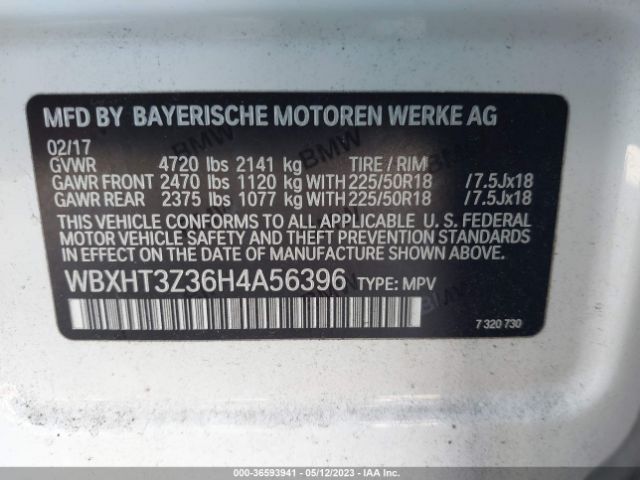 MFD BY BAYERISCHE MOTOREN WERKE AG
02/17
GVWR 4720 lbs 2141 kg TIRE / RIM
GAWR FRONT 2470 lbs 1120 kg WITH 225/50R18 /7.5Jx18
GAWR REAR 2375 lbs 1077 kg WITH 225/50R18 /7.5Jx18
THIS VEHICLE CONFORMS TO ALL APPLICABLE U. S. FEDERAL
MOTOR VEHICLE SAFETY AND THEFT PREVENTION
STANDARDS IN EFFECT ON THE DATE OF MANUFACTURE SHOWN ABOVE.
WBXHT3Z36H4A56396 TYPE: MPV
7 320 730
000-36593941 - 05/12/2023 - IAA Inc.